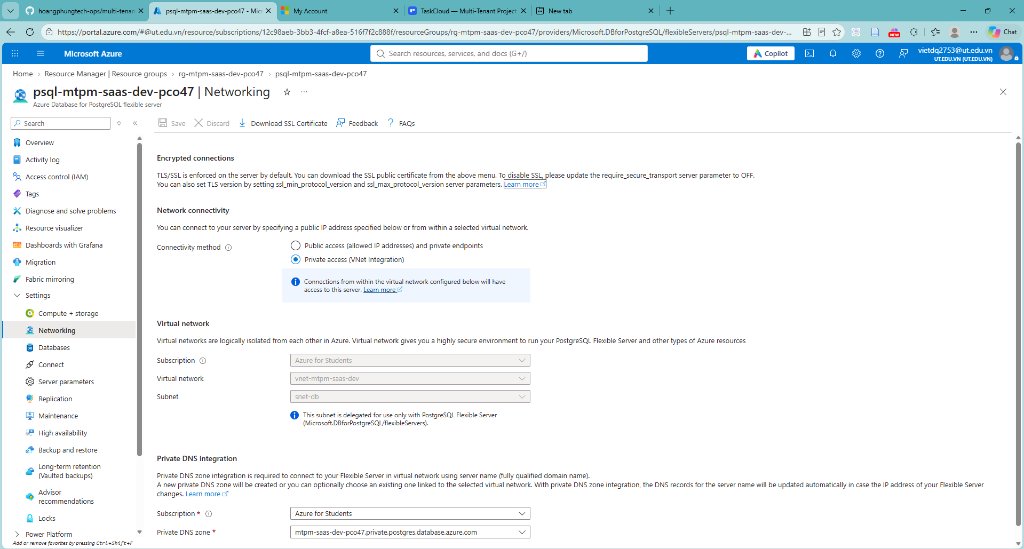 hoangphungtech-ops/multi-tenan
psql-mtpm-saas-dev-pco47 - Micr
My Account
TaskCloud — Multi-Tenant Project
New tab
https://portal.azure.com/#@ut.edu.vn/resource/subscriptions/12c98aeb-3bb3-4fcf-a8ea-516f7f2c888f/resourceGroups/rg-mtpm-saas-dev-pco47/providers/Microsoft.DBforPostgreSQL/flexibleServers/psql-mtpm-saas-dev-...
Chat
Microsoft Azure
Search resources, services, and docs (G+/)
Copilot
vietdq2753@ut.edu.vn
UT.EDU.VN (UT.EDU.VN)
Home > Resource Manager | Resource groups > rg-mtpm-saas-dev-pco47 > psql-mtpm-saas-dev-pco47
psql-mtpm-saas-dev-pco47 | Networking
Azure Database for PostgreSQL flexible server
Search
Save
Discard
Download SSL Certificate
Feedback
FAQs
Overview
Activity log
Access control (IAM)
Tags
Diagnose and solve problems
Resource visualizer
Dashboards with Grafana
Migration
Fabric mirroring
Settings
Compute + storage
Networking
Databases
Connect
Server parameters
Replication
Maintenance
High availability
Backup and restore
Long-term retention
(Vaulted backups)
Advisor
recommendations
Locks
Power Platform
Add or remove favorites by pressing Ctrl+Shift+F
Encrypted connections
TLS/SSL is enforced on the server by default. You can download the SSL public certificate from the above menu. To disable SSL, please update the require_secure_transport server parameter to OFF.
You can also set TLS version by setting ssl_min_protocol_version and ssl_max_protocol_version server parameters. Learn more
Network connectivity
You can connect to your server by specifying a public IP address specified below or from within a selected virtual network.
Connectivity method
Public access (allowed IP addresses) and private endpoints
Private access (VNet Integration)
Connections from within the virtual network configured below will have
access to this server. Learn more
Virtual network
Virtual networks are logically isolated from each other in Azure. Virtual network gives you a highly secure environment to run your PostgreSQL Flexible Server and other types of Azure resources
Subscription
Azure for Students
Virtual network
vnet-mtpm-saas-dev
Subnet
snet-db
This subnet is delegated for use only with PostgreSQL Flexible Server
(Microsoft.DBforPostgreSQL/flexibleServers).
Private DNS integration
Private DNS zone integration is required to connect to your Flexible Server in virtual network using server name (fully qualified domain name).
A new private DNS zone will be created or you can optionally choose an existing one linked to the selected virtual network. With private DNS zone integration, the DNS records for the server name will be updated automatically in case the IP address of your Flexible Server
changes. Learn more
Subscription *
Azure for Students
Private DNS zone *
mtpm-saas-dev-pco47.private.postgres.database.azure.com